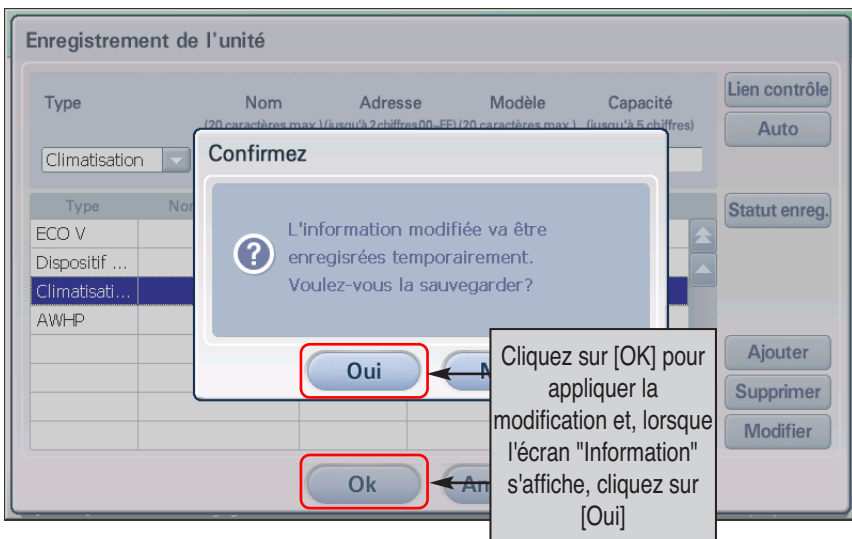 Enregistrement de l'unité
Type Nom Adresse Modèle Capacité
(20 caractères max.) (jusqu'à 2 chiffres 00~FF) (20 caractères max.) (jusqu'à 5 chiffres)
Lien contrôle
Auto
Climatisation
Confirmez
Type
Statut enreg.
ECO V
Dispositif ...
Climatisati...
AWHP
L'information modifiée va être
enregisrées temporairement.
Voulez-vous la sauvegarder?
Oui
Cliquez sur [OK] pour
appliquer la
modification et, lorsque
l'écran "Information"
s'affiche, cliquez sur
[Oui]
Ajouter
Supprimer
Modifier
Ok